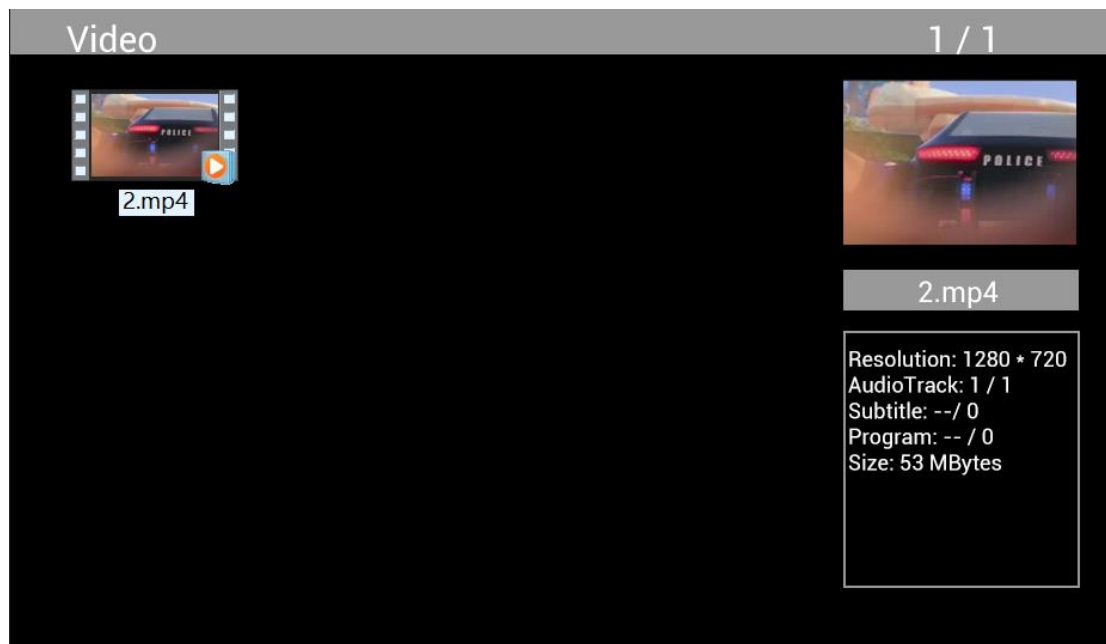 Video
1 / 1
POLICE
2.mp4
POLICE
2.mp4
Resolution: 1280 * 720
AudioTrack: 1 / 1
Subtitle: --/ 0
Program: -- / 0
Size: 53 MBytes